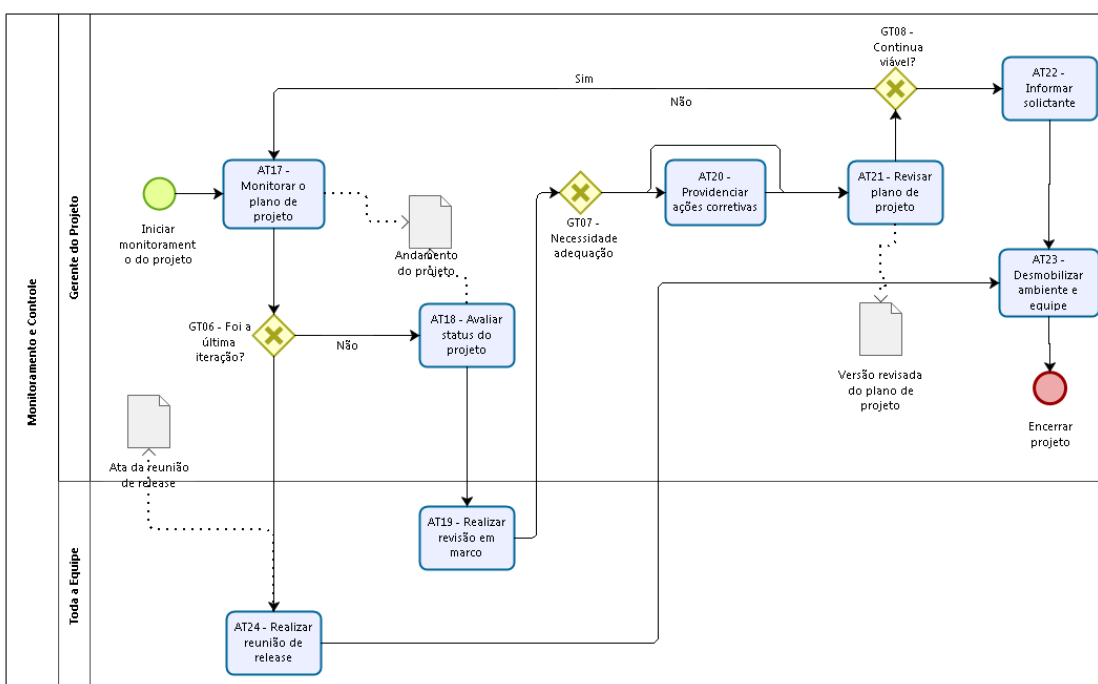 Monitoramento e Controle
Gerente do Projeto
Toda a Equipe
GT08 -
Continua
viável?
Sim
Não
AT22 -
Informar
solictante
AT17 -
Monitorar o
plano de
projeto
AT20 -
Providenciar
ações corretivas
AT21 - Revisar
plano de
projeto
Iniciar
monitorament
o do projeto
GT07 -
Necessidade
adequação
Andamento
do projeto
AT23 -
Desmobilizar
ambiente e
equipe
GT06 - Foi a
última
iteração?
Não
AT18 - Avaliar
status do
projeto
Versão revisada
do plano de
projeto
Encerrar
projeto
Ata da reunião
de release
AT19 - Realizar
revisão em
marco
AT24 - Realizar
reunião de
release